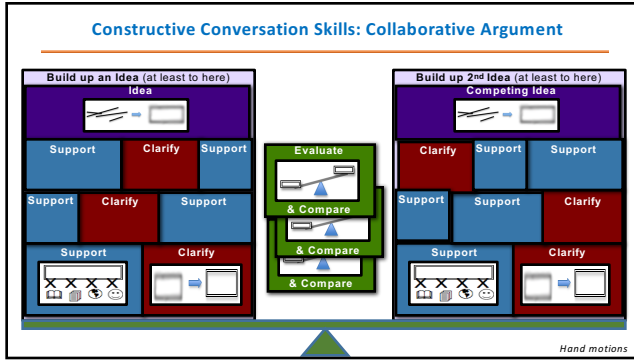 Constructive Conversation Skills: Collaborative Argument
Build up an Idea (at least to here)
Idea
Support Clarify Support
Support Clarify Support
Support Clarify
Evaluate
& Compare
& Compare
& Compare
Build up 2nd Idea (at least to here)
Competing Idea
Clarify Support Support
Support Support Clarify
Support Clarify
Hand motions